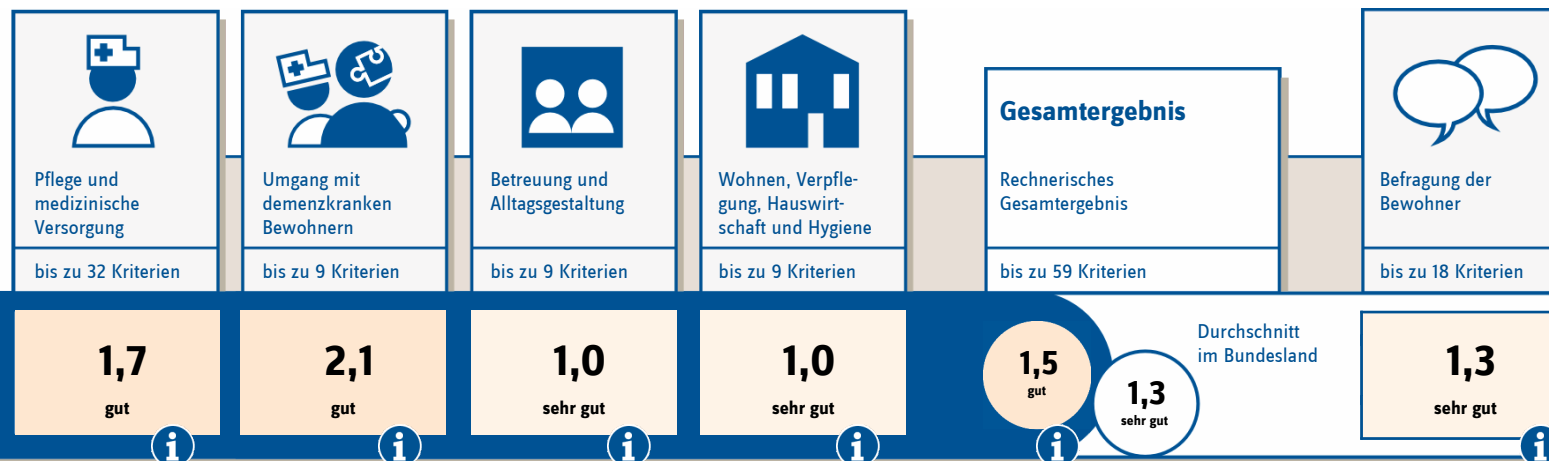 Pflege und
medizinische
Versorgung
bis zu 32 Kriterien
1,7
gut
Umgang mit
demenzkranken
Bewohnern
bis zu 9 Kriterien
2,1
gut
Betreuung und
Alltagsgestaltung
bis zu 9 Kriterien
1,0
sehr gut
Wohnen, Verpfle-
gung, Hauswirt-
schaft und Hygiene
bis zu 9 Kriterien
1,0
sehr gut
Gesamtergebnis
Rechnerisches
Gesamtergebnis
bis zu 59 Kriterien
1,5
gut
Durchschnitt
im Bundesland
1,3
sehr gut
Befragung der
Bewohner
bis zu 18 Kriterien
1,3
sehr gut